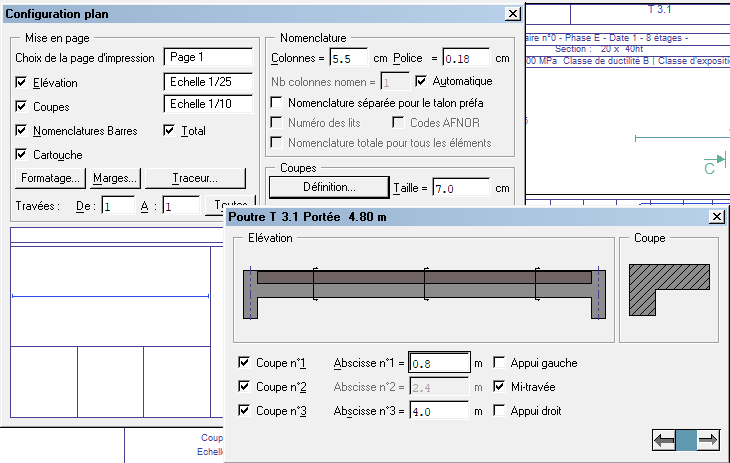 Configuration plan
T 3.1
Mise en page
Choix de la page d'impression Page 1
Elévation Echelle 1/25
Coupes Echelle 1/10
Nomenclatures Barres Total
Cartouche
Formatage... Marges... Traceur...
Travées : De : 1 A : 1 Toutes
Nomenclature
Colonnes = 5.5 cm Police = 0.18 cm
Nb colonnes nomen = 1 Automatique
Nomenclature séparée pour le talon préfa
Numéro des lits Codes AFNOR
Nomenclature totale pour tous les éléments
Coupes
Définition... Taille = 7.0 cm
aire n°0 - Phase E - Date 1 - 8 étages -
Section : 20 x 40ht
00 MPa Classe de ductilité B | Classe d'exposi
C
Poutre T 3.1 Portée 4.80 m
Elévation
Coupe
Coupe n°1 Abscisse n°1 = 0.8 m Appui gauche
Coupe n°2 Abscisse n°2 = 2.4 m Mi-travée
Coupe n°3 Abscisse n°3 = 4.0 m Appui droit
Coup
Echelle